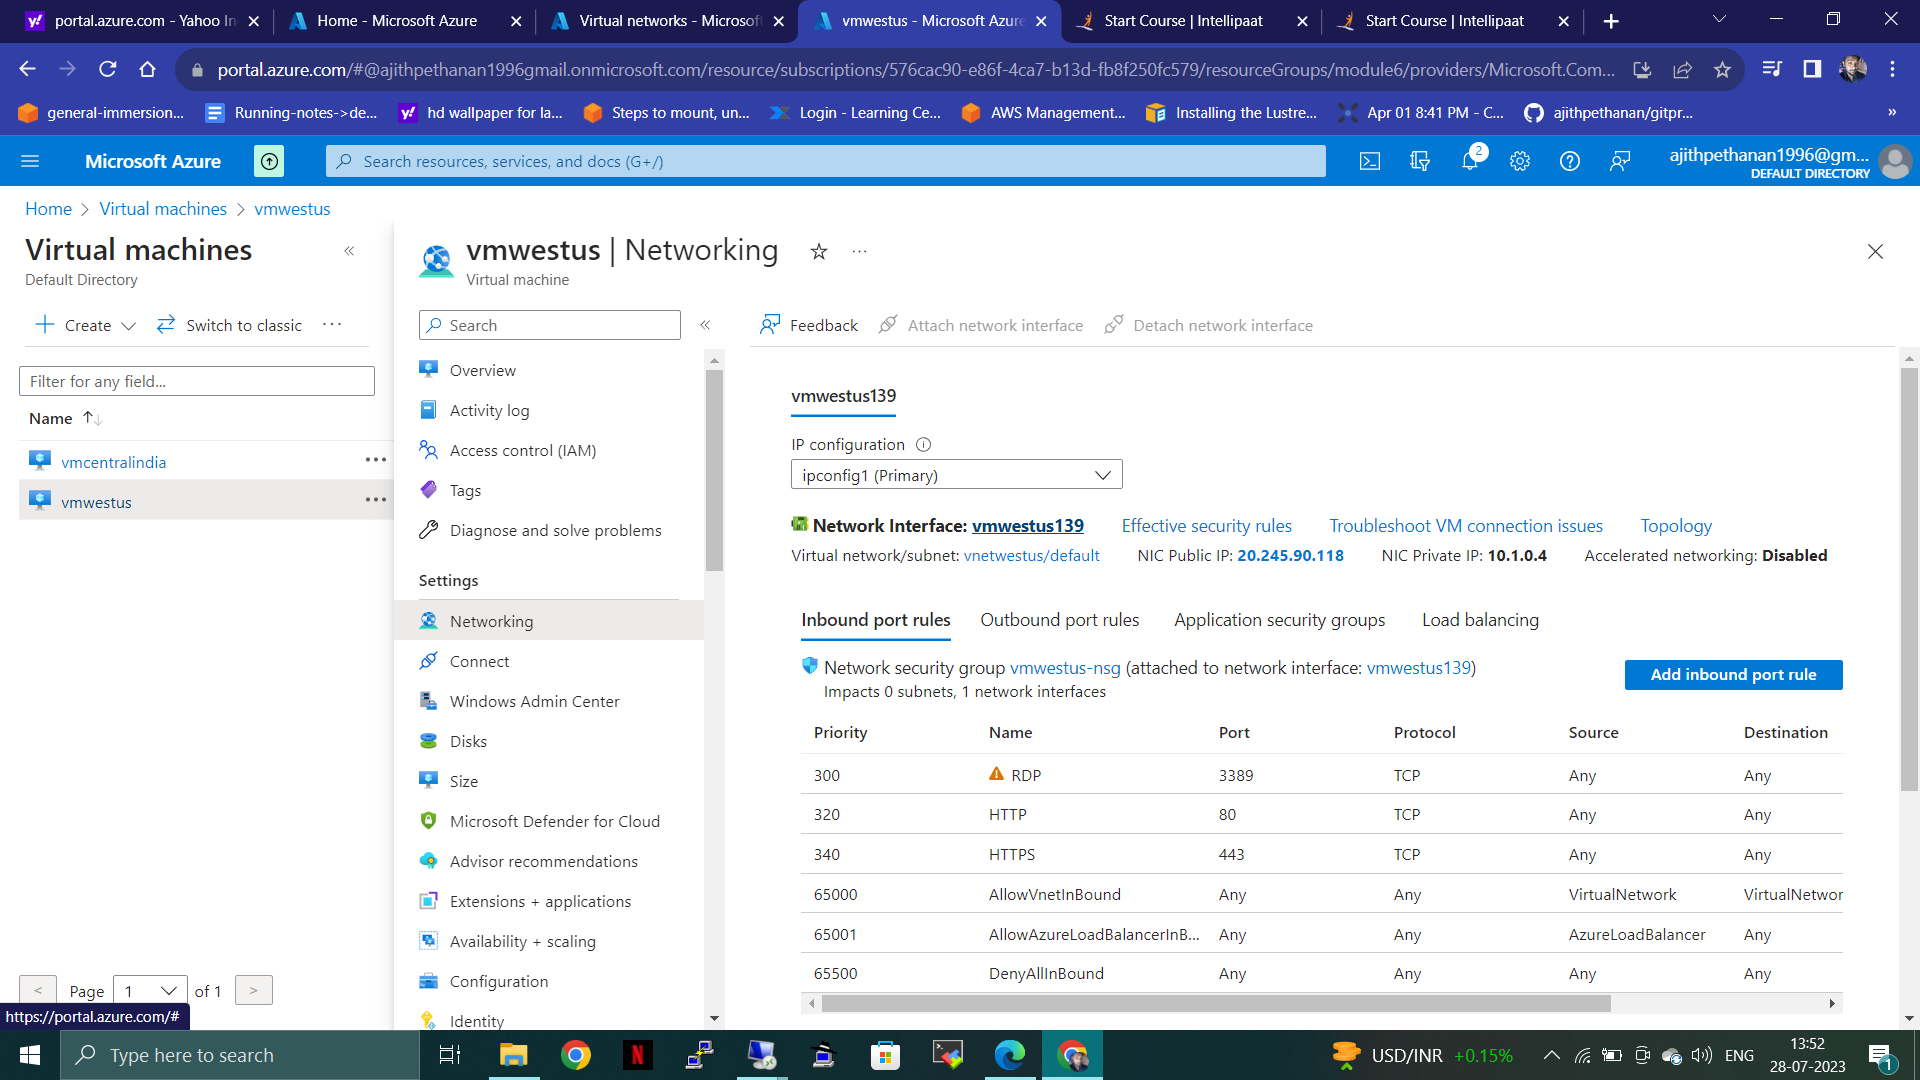 portal.azure.com - Yahoo In
Home - Microsoft Azure
Virtual networks - Microsoft
vmwestus - Microsoft Azure
Start Course | Intellipaat
Start Course | Intellipaat
portal.azure.com/#@ajithpethanan1996gmail.onmicrosoft.com/resource/subscriptions/576cac90-e86f-4ca7-b13d-fb8f250fc579/resourceGroups/module6/providers/Microsoft.Com...
general-immersion...
Running-notes->de...
hd wallpaper for la...
Steps to mount, un...
Login - Learning Ce...
AWS Management...
Installing the Lustre...
Apr 01 8:41 PM - C...
ajithpethanan/gitpr...
»
Microsoft Azure
Search resources, services, and docs (G+/)
2
ajithpethanan1996@gm...
DEFAULT DIRECTORY
Home > Virtual machines > vmwestus
Virtual machines
«
Default Directory
Create
Switch to classic
...
Filter for any field...
Name
vmcentralindia
...
vmwestus
...
< Page 1 of 1 >
https://portal.azure.com/#
vmwestus | Networking
...
Virtual machine
Search
«
Overview
Activity log
Access control (IAM)
Tags
Diagnose and solve problems
Settings
Networking
Connect
Windows Admin Center
Disks
Size
Microsoft Defender for Cloud
Advisor recommendations
Extensions + applications
Availability + scaling
Configuration
Identity
Feedback
Attach network interface
Detach network interface
vmwestus139
IP configuration
ipconfig1 (Primary)
Network Interface: vmwestus139 Effective security rules Troubleshoot VM connection issues Topology
Virtual network/subnet: vnetwestus/default NIC Public IP: 20.245.90.118 NIC Private IP: 10.1.0.4 Accelerated networking: Disabled
Inbound port rules Outbound port rules Application security groups Load balancing
Network security group vmwestus-nsg (attached to network interface: vmwestus139)
Impacts 0 subnets, 1 network interfaces
Add inbound port rule
Priority Name Port Protocol Source Destination
300 RDP 3389 TCP Any Any
320 HTTP 80 TCP Any Any
340 HTTPS 443 TCP Any Any
65000 AllowVnetInBound Any Any VirtualNetwork VirtualNetwor
65001 AllowAzureLoadBalancerInB... Any Any AzureLoadBalancer Any
65500 DenyAllInBound Any Any Any Any
Type here to search
USD/INR +0.15%
ENG
13:52
28-07-2023
1